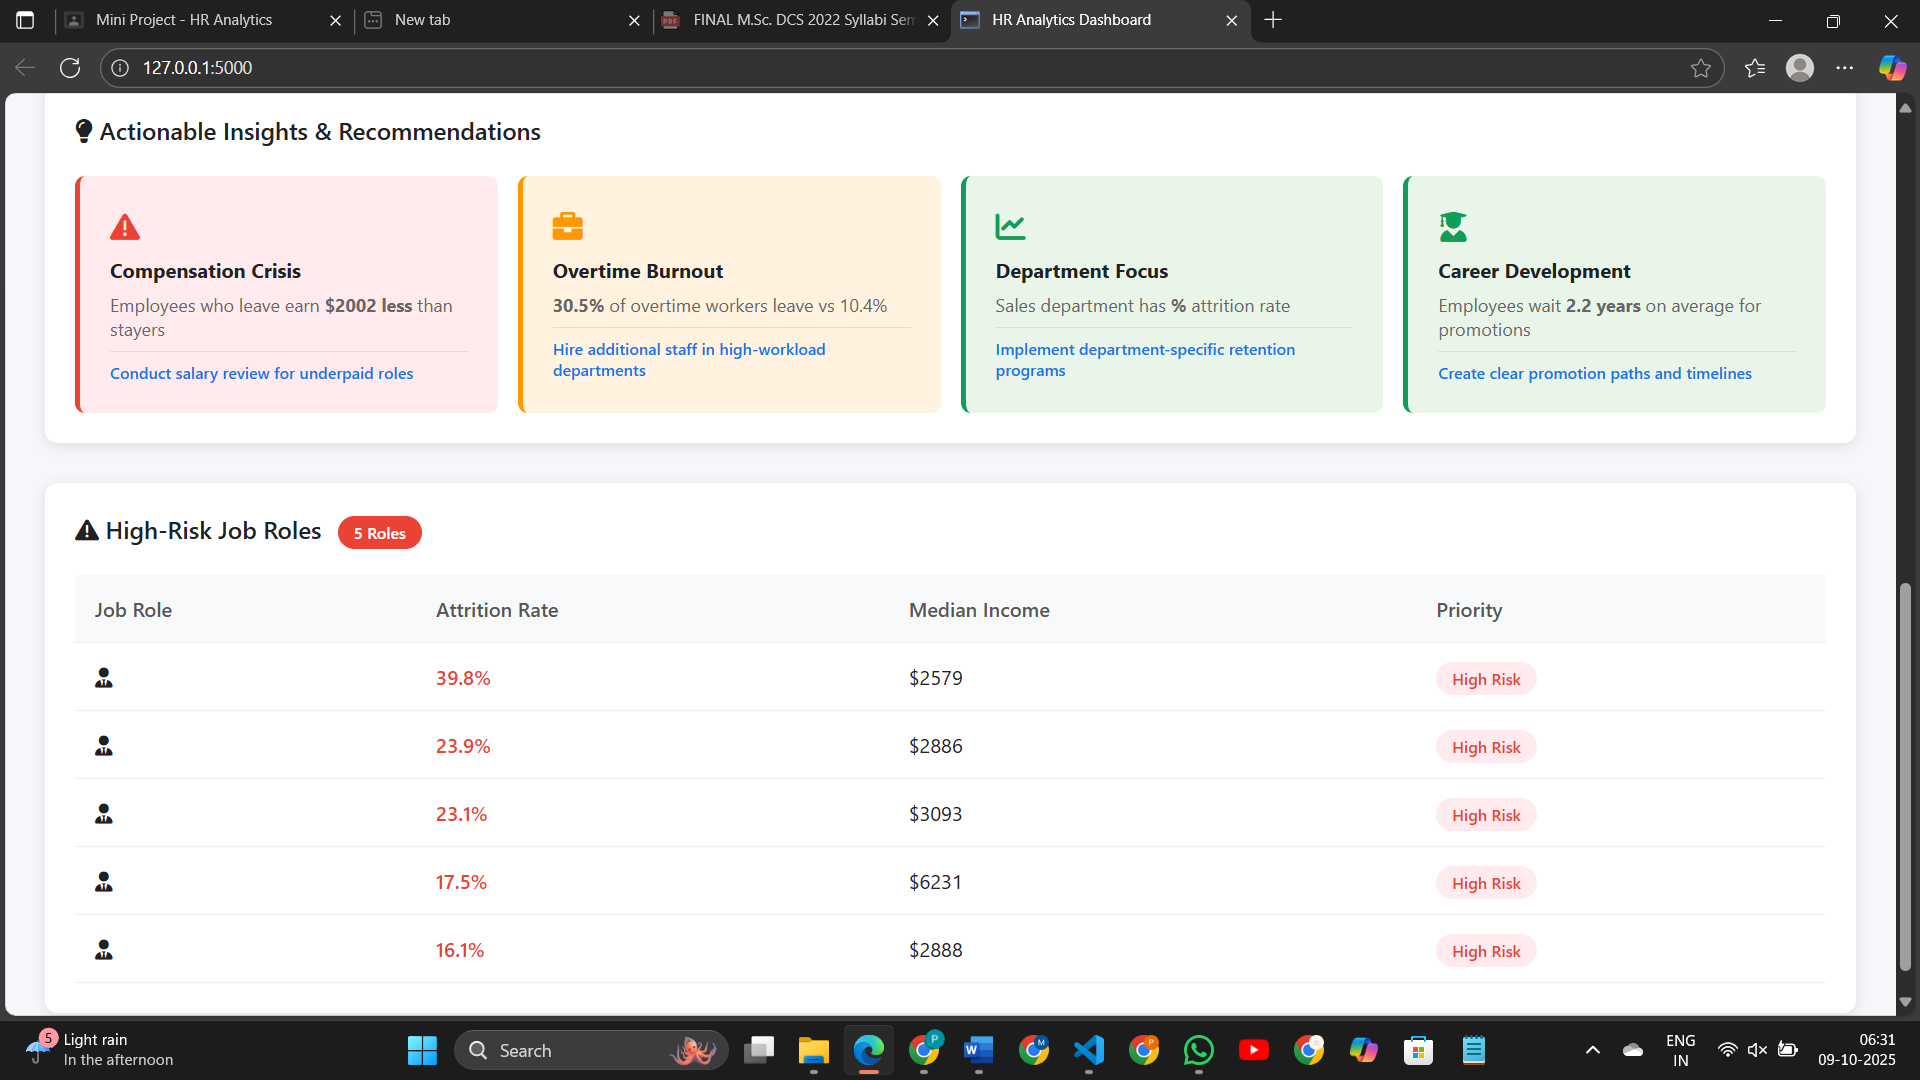 Mini Project - HR Analytics
New tab
FINAL M.Sc. DCS 2022 Syllabi Sem
HR Analytics Dashboard
127.0.0.1:5000
Actionable Insights & Recommendations
Compensation Crisis
Employees who leave earn $2002 less than
stayers
Conduct salary review for underpaid roles
Overtime Burnout
30.5% of overtime workers leave vs 10.4%
Hire additional staff in high-workload
departments
Department Focus
Sales department has % attrition rate
Implement department-specific retention
programs
Career Development
Employees wait 2.2 years on average for
promotions
Create clear promotion paths and timelines
High-Risk Job Roles 5 Roles
Job Role Attrition Rate Median Income Priority
39.8% $2579 High Risk
23.9% $2886 High Risk
23.1% $3093 High Risk
17.5% $6231 High Risk
16.1% $2888 High Risk
5
Light rain
In the afternoon
Search
ENG
IN
06:31
09-10-2025